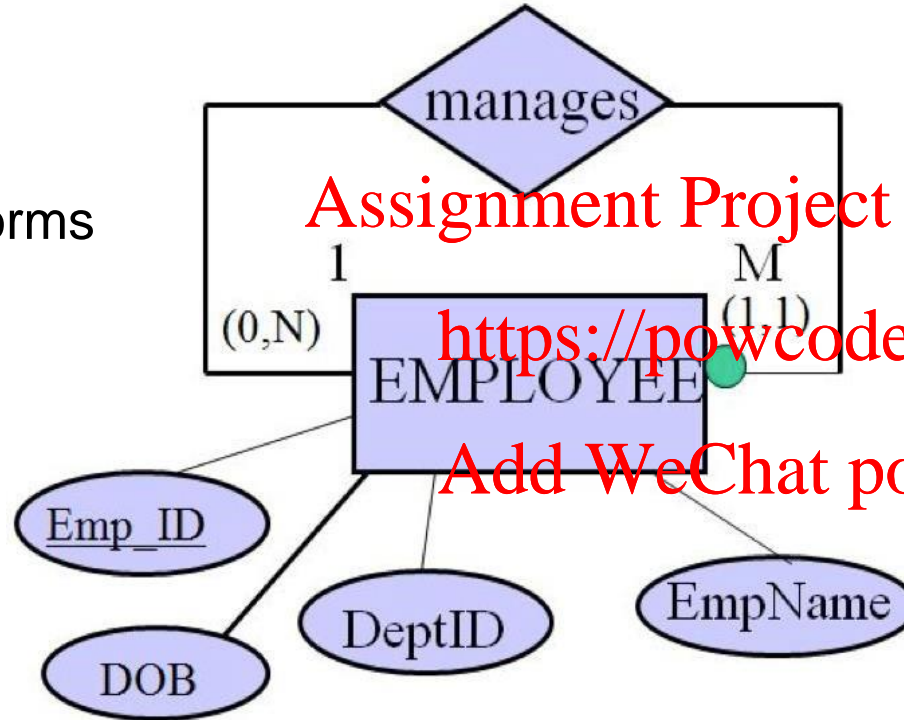 manages
orms
Assignment Project
1
M
(0,N)
(1,1)
https://powcode
EMPLOYEE
Add WeChat po
Emp_ID
EmpName
DeptID
DOB